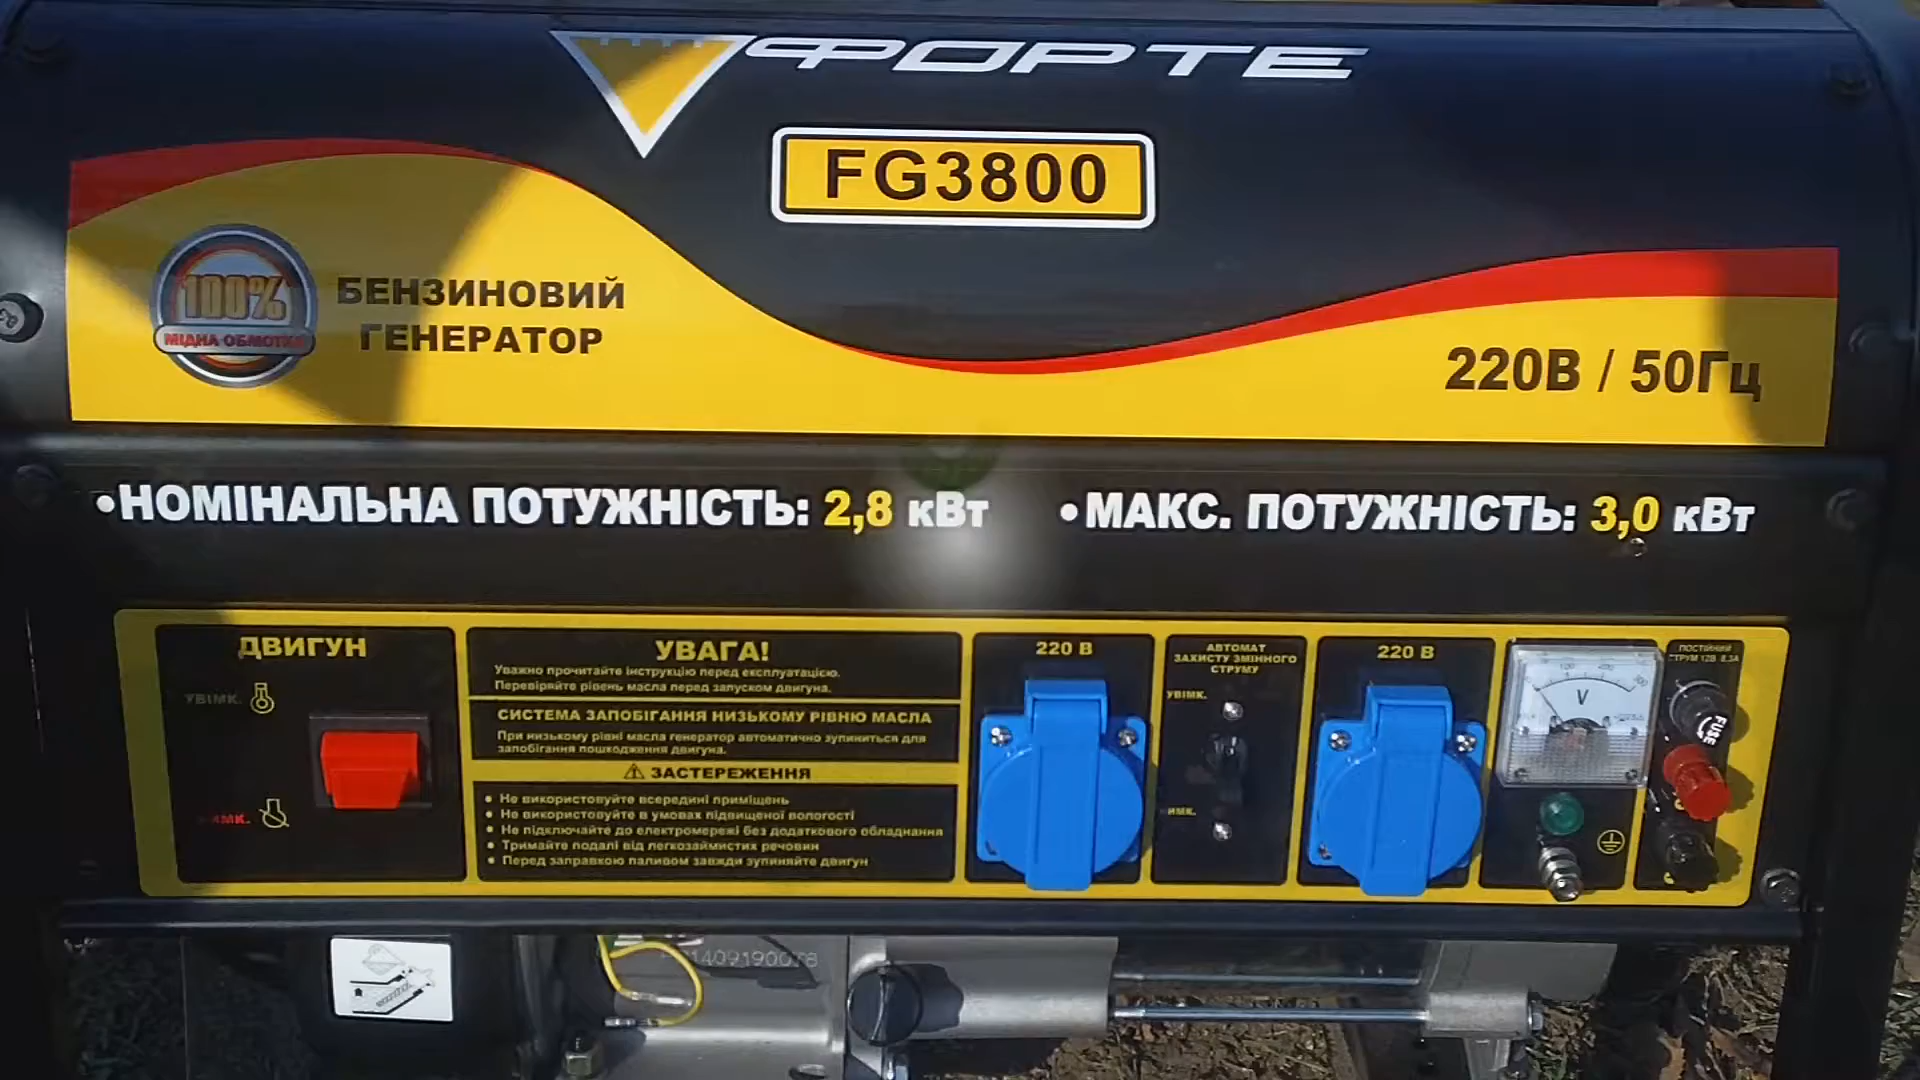 ФОРТЕ
FG3800
100%
МІДНА ОБМОТКА
БЕНЗИНОВИЙ
ГЕНЕРАТОР
220В / 50Гц
•НОМІНАЛЬНА ПОТУЖНІСТЬ: 2,8 кВт
•МАКС. ПОТУЖНІСТЬ: 3,0 кВт
ДВИГУН
УВІМК.
УВАГА!
Уважно прочитайте інструкцію перед експлуатацією.
Перевіряйте рівень масла перед запуском двигуна.
СИСТЕМА ЗАПОБІГАННЯ НИЗЬКОМУ РІВНЮ МАСЛА
При низькому рівні масла генератор автоматично зупиниться для
запобігання пошкодження двигуна.
⚠ ЗАСТЕРЕЖЕННЯ
• Не використовуйте всередині приміщень
• Не використовуйте в умовах підвищеної вологості
• Не підключайте до електромережі без додаткового обладнання
• Тримайте подалі від легкозаймистих речовин
• Перед заправкою паливом завжди зупиняйте двигун
220 В
АВТОМАТ
ЗАХИСТУ ЗМІННОГО
СТРУМУ
УВІМК.
220 В
V
ПОСТІЙНИЙ
СТРУМ 12В 8.3А
FUSE